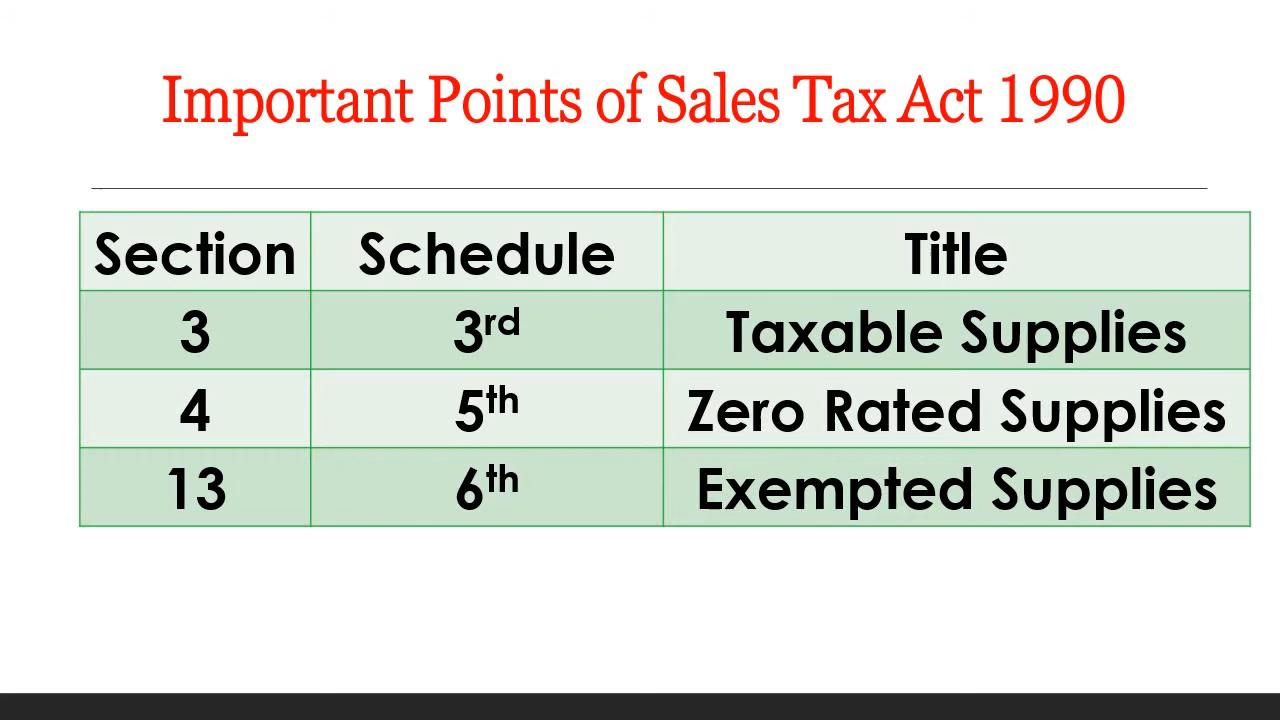 Important Points of Sales Tax Act 1990
Section Schedule Title
3 3rd Taxable Supplies
4 5th Zero Rated Supplies
13 6th Exempted Supplies